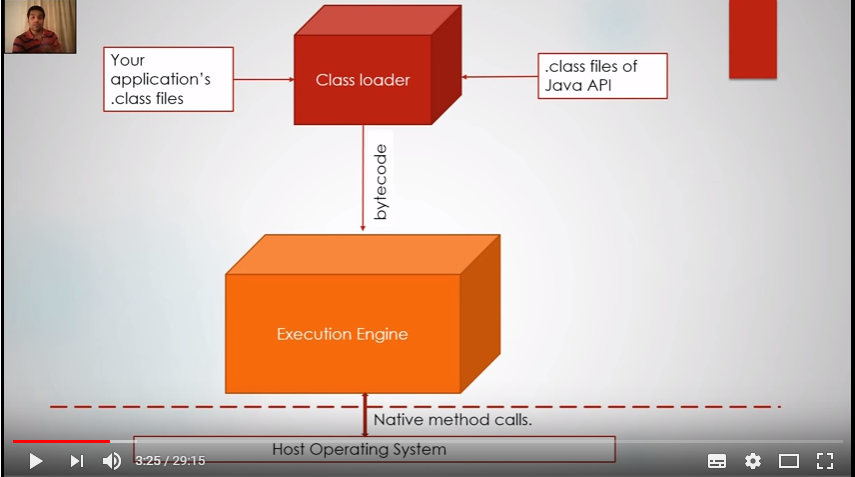 Your
application's
.class files
Class loader
.class files of
Java API
bytecode
Execution Engine
Native method calls.
Host Operating System
3:25 / 29:15